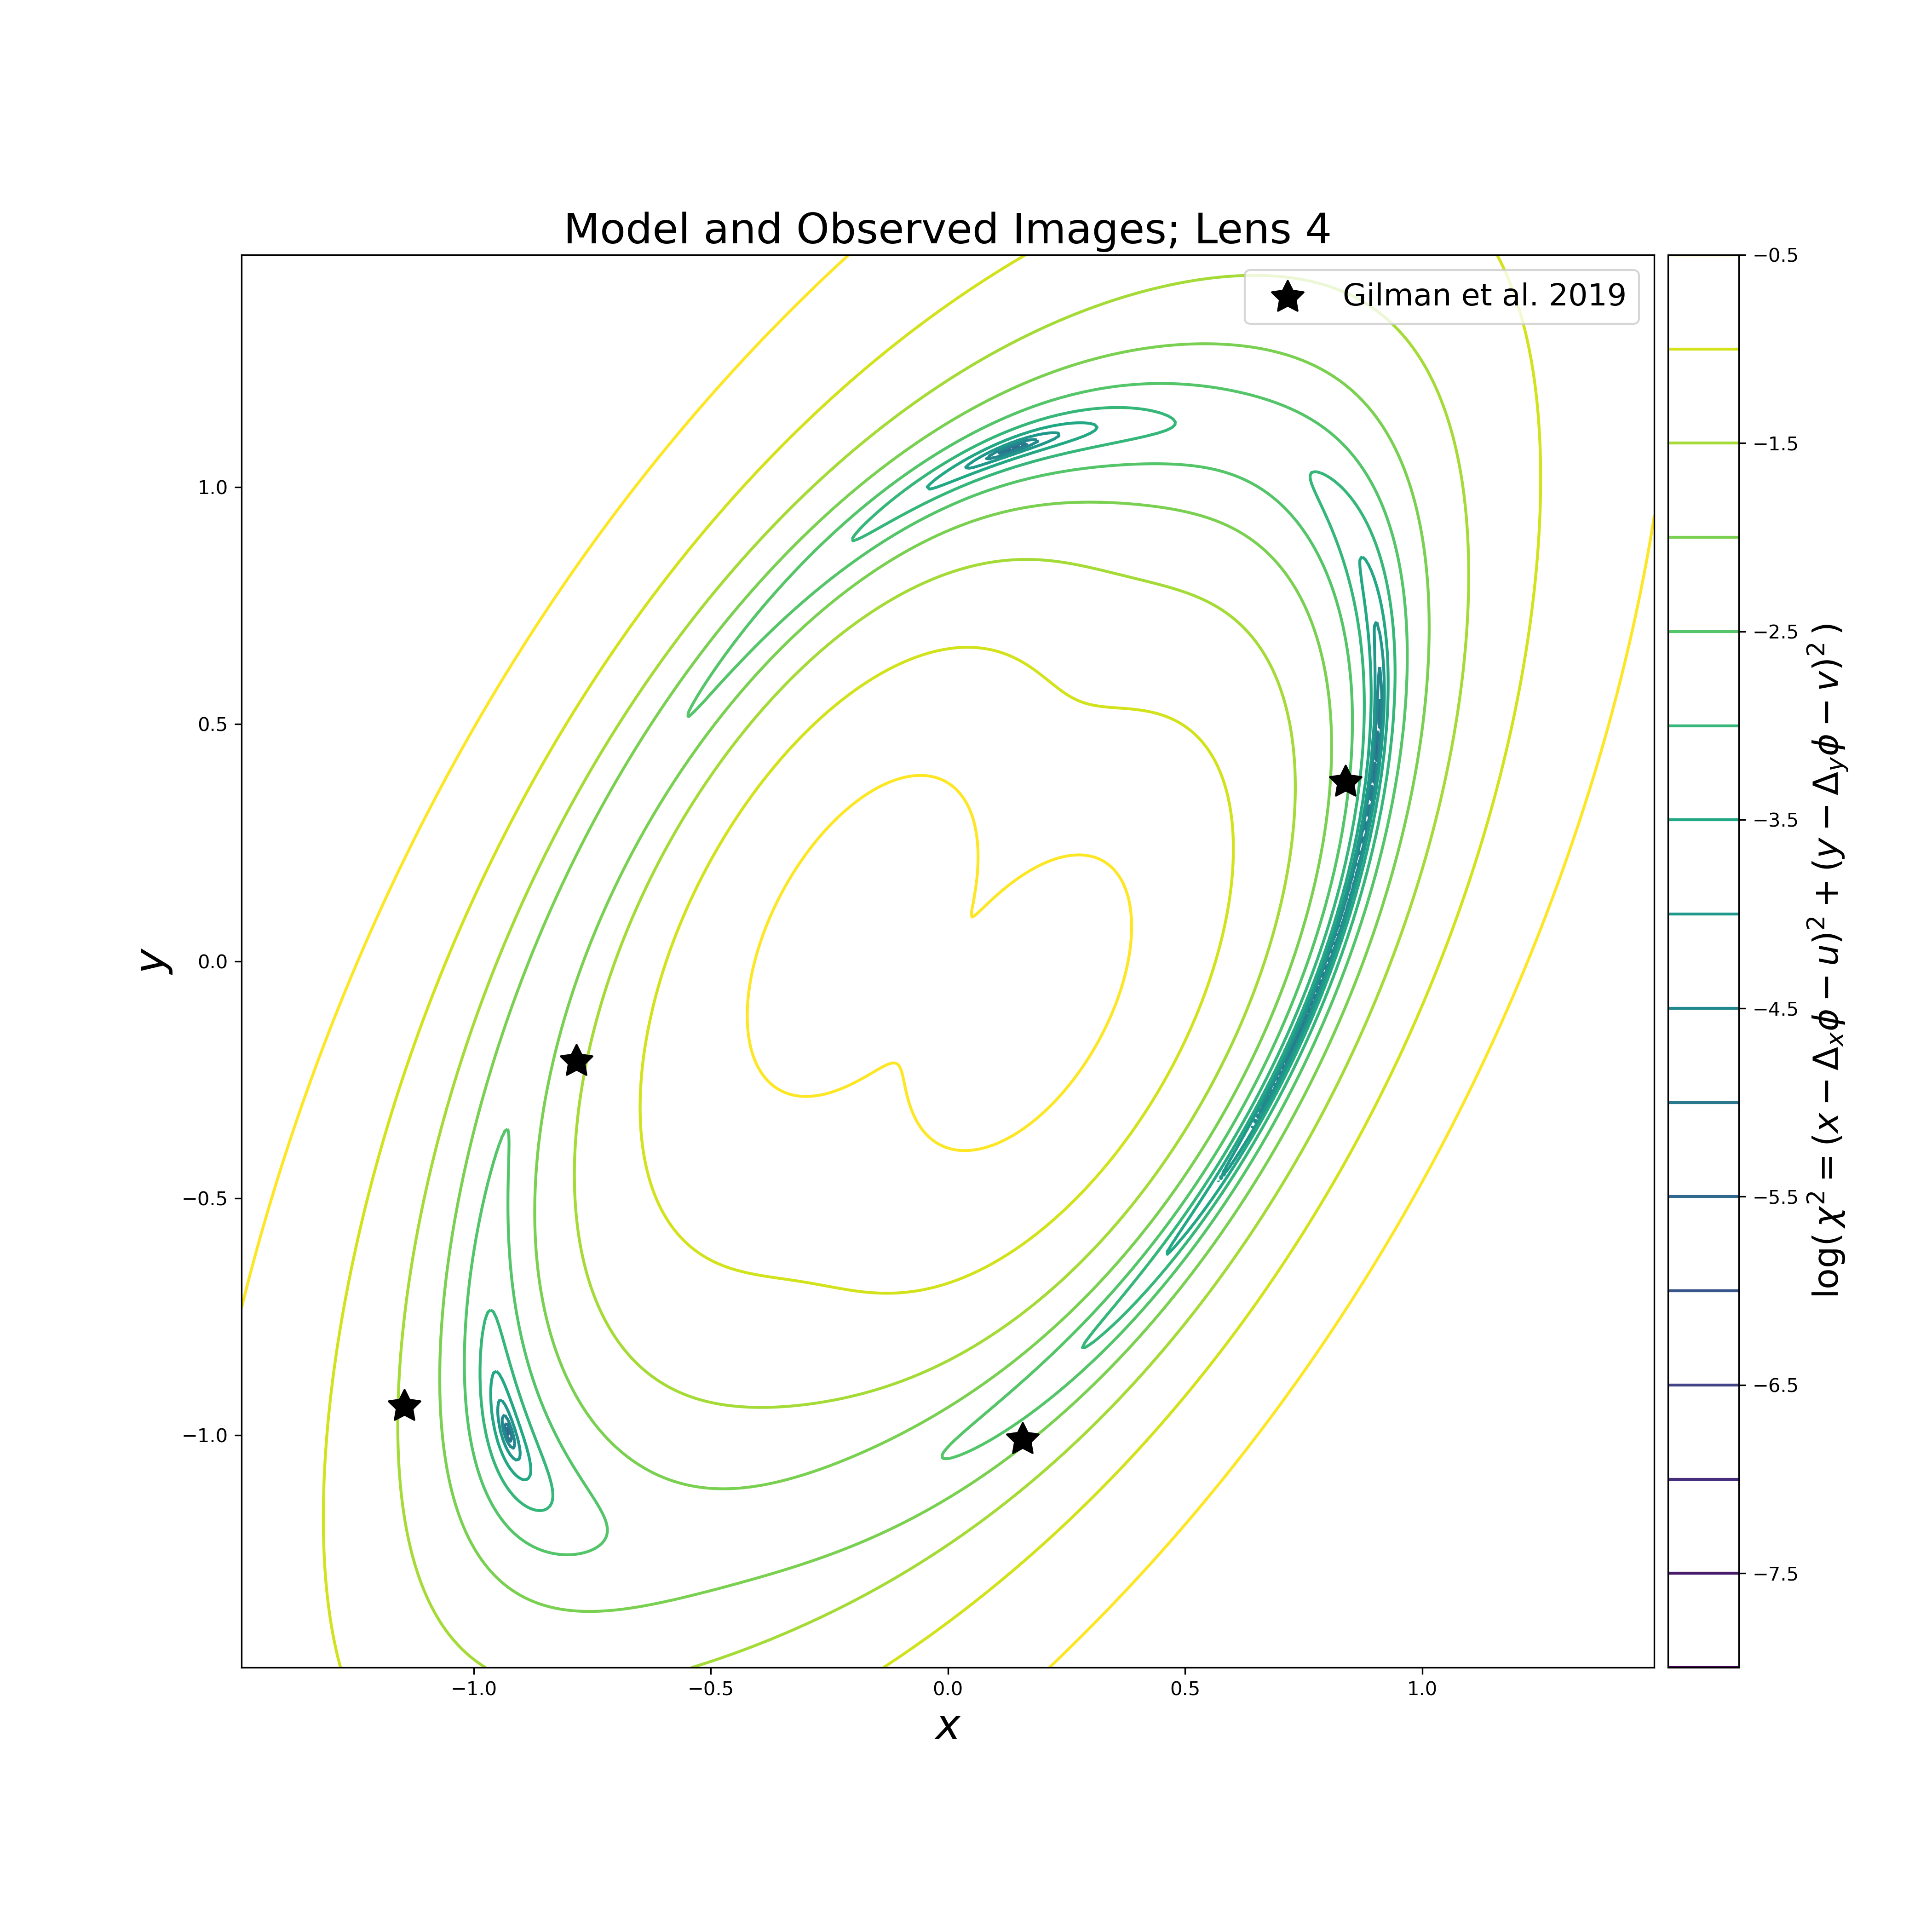 Model and Observed Images; Lens 4
Gilman et al. 2019
1.0
0.5
0.0
−0.5
−1.0
y
−1.0 −0.5 0.0 0.5 1.0
x
−0.5
−1.5
−2.5
−3.5
−4.5
−5.5
−6.5
−7.5
log(χ² = (x − Δₓϕ − u)² + (y − Δᵧϕ − v)²)